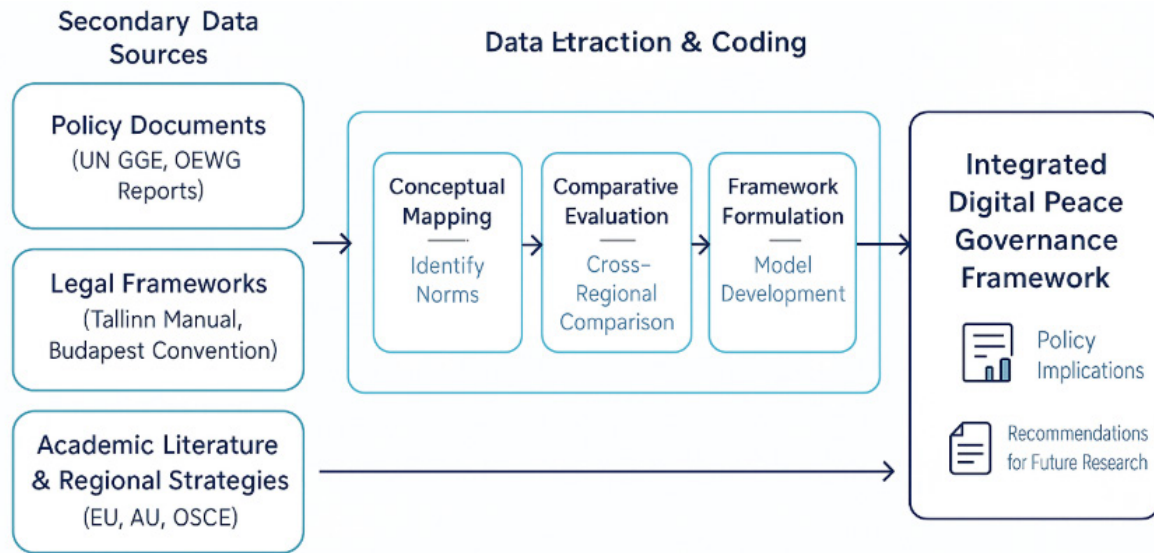 Secondary Data
Sources
Policy Documents
(UN GGE, OEWG
Reports)
Legal Frameworks
(Tallinn Manual,
Budapest Convention)
Academic Literature
& Regional Strategies
(EU, AU, OSCE)
Data Etraction & Coding
Conceptual
Mapping
Identify
Norms
Comparative
Evaluation
Cross-
Regional
Comparison
Framework
Formulation
Model
Development
Integrated
Digital Peace
Governance
Framework
Policy
Implications
Recommendations
for Future Research